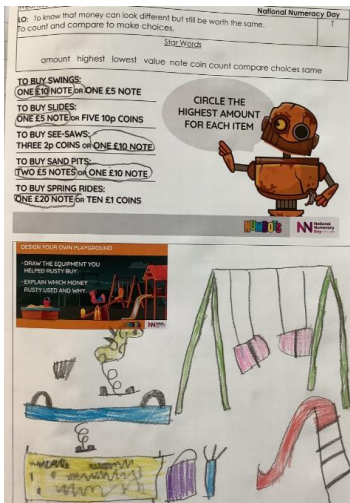 National Numeracy Day
LO: To know that money can look different but still be worth the same.
T
To count and compare to make choices.
Star Words
amount highest lowest value note coin count compare choices same
TO BUY SWINGS:
ONE £10 NOTE OR ONE £5 NOTE
TO BUY SLIDES:
ONE £5 NOTE OR FIVE 10p COINS
TO BUY SEE-SAWS:
THREE 2p COINS OR ONE £10 NOTE
TO BUY SAND PITS:
TWO £5 NOTES OR ONE £10 NOTE
TO BUY SPRING RIDES:
ONE £20 NOTE OR TEN £1 COINS
CIRCLE THE
HIGHEST AMOUNT
FOR EACH ITEM
NUMBOTS
NN National
Numeracy
Day
DESIGN YOUR OWN PLAYGROUND
- DRAW THE EQUIPMENT YOU
HELPED RUSTY BUY.
- EXPLAIN WHICH MONEY
RUSTY USED AND WHY.
NN